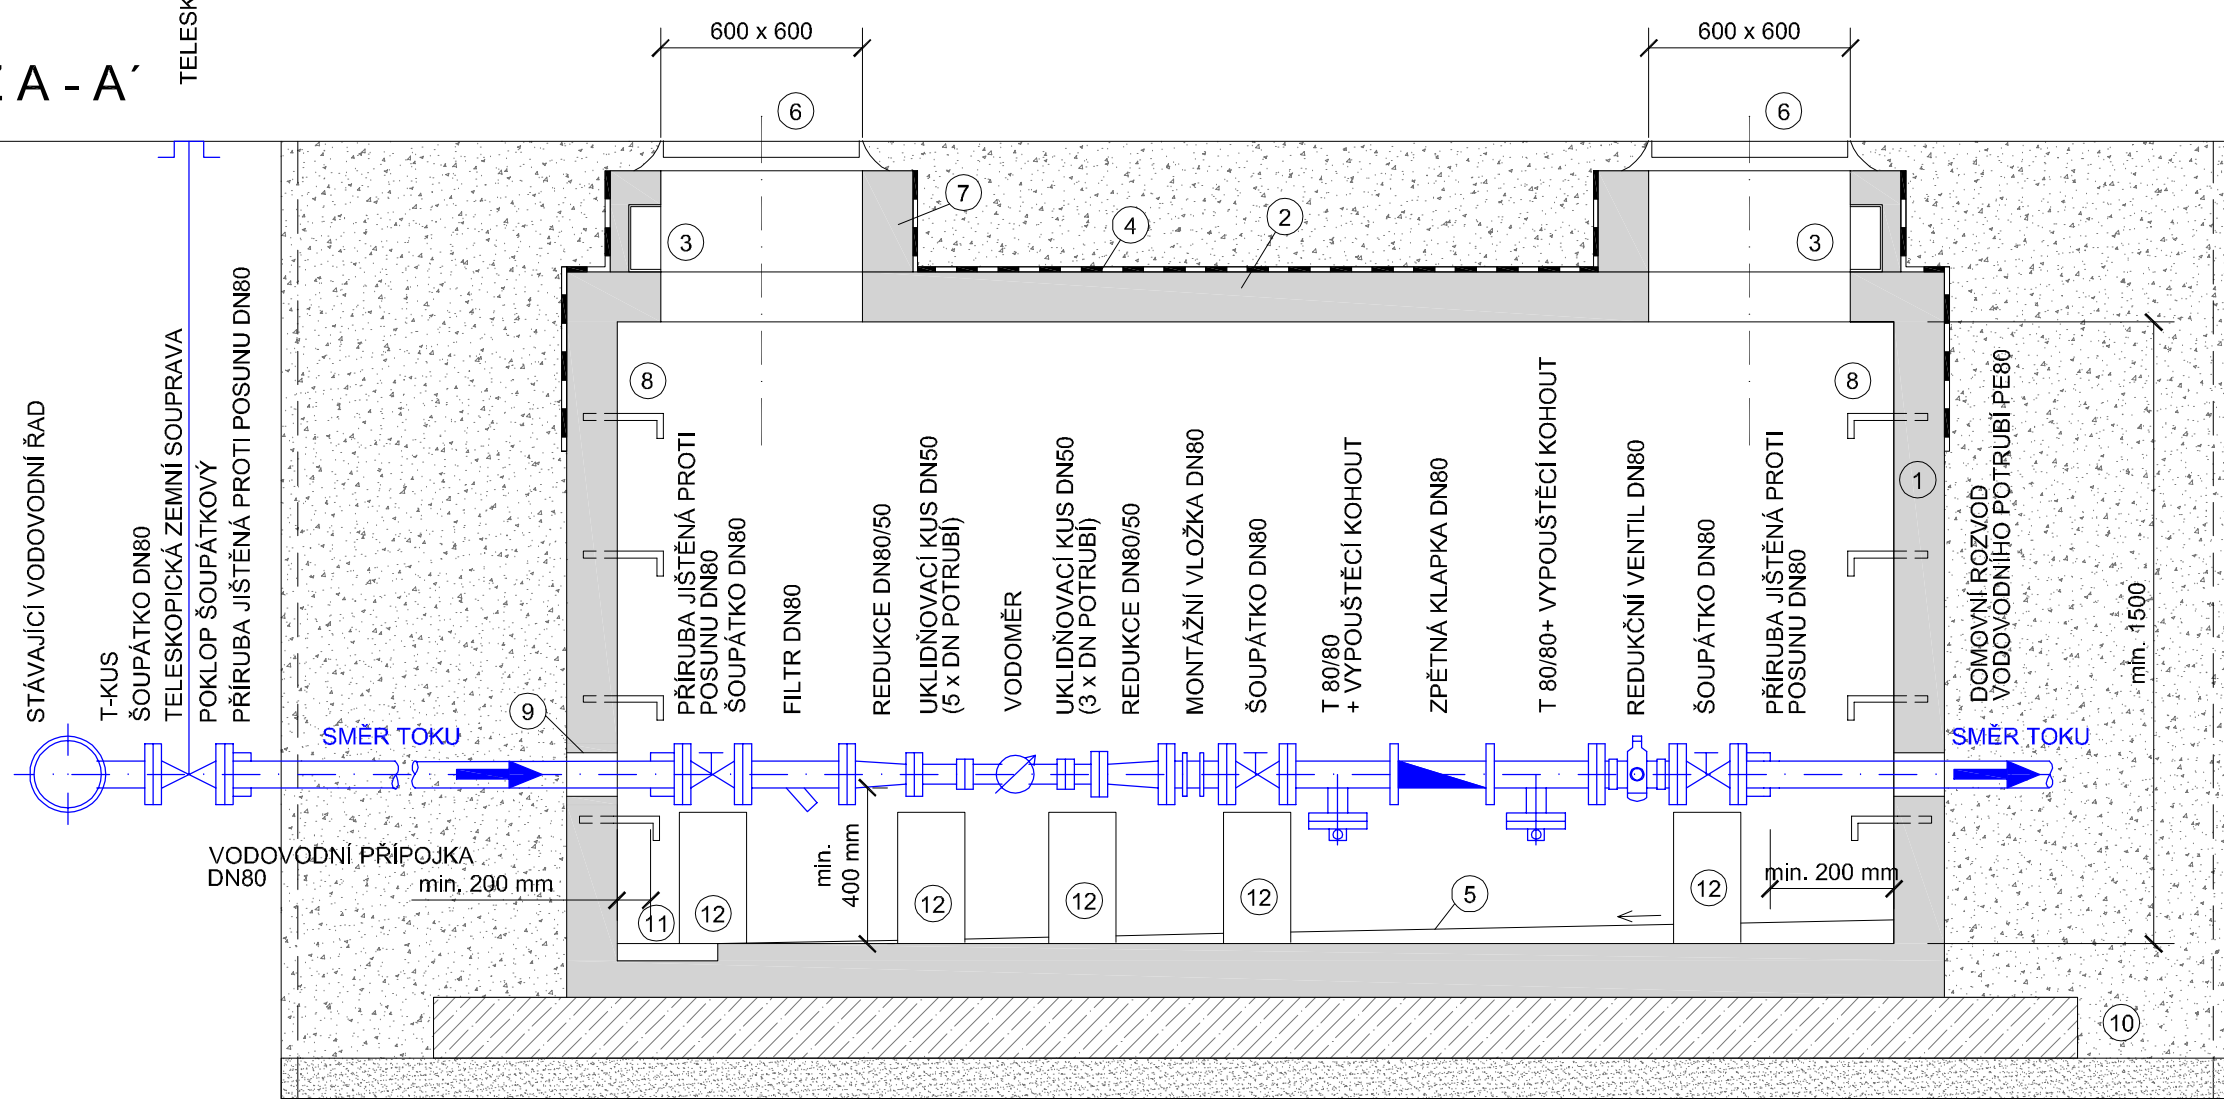 600 x 600
600 x 600
A - A´
TELESK
6
6
7
4
2
3
3
8
8
1
STÁVAJÍCÍ VODOVODNÍ ŘAD
T-KUS
ŠOUPÁTKO DN80
TELESKOPICKÁ ZEMNÍ SOUPRAVA
POKLOP ŠOUPÁTKOVÝ
PŘÍRUBA JIŠTĚNÁ PROTI POSUNU DN80
PŘÍRUBA JIŠTĚNÁ PROTI
POSUNU DN80
ŠOUPÁTKO DN80
FILTR DN80
REDUKCE DN80/50
UKLIDŇOVACÍ KUS DN50
(5 x DN POTRUBÍ)
VODOMĚR
UKLIDŇOVACÍ KUS DN50
(3 x DN POTRUBÍ)
REDUKCE DN80/50
MONTÁŽNÍ VLOŽKA DN80
ŠOUPÁTKO DN80
T 80/80
+ VYPOUŠTĚCÍ KOHOUT
ZPĚTNÁ KLAPKA DN80
T 80/80+ VYPOUŠTĚCÍ KOHOUT
REDUKČNÍ VENTIL DN80
ŠOUPÁTKO DN80
PŘÍRUBA JIŠTĚNÁ PROTI
POSUNU DN80
DOMOVNÍ ROZVOD
VODOVODNÍHO POTRUBÍ PE80
min. 1500
9
SMĚR TOKU
SMĚR TOKU
VODOVODNÍ PŘÍPOJKA
DN80
min. 200 mm
min.
400 mm
min. 200 mm
11
12
12
12
12
5
12
10